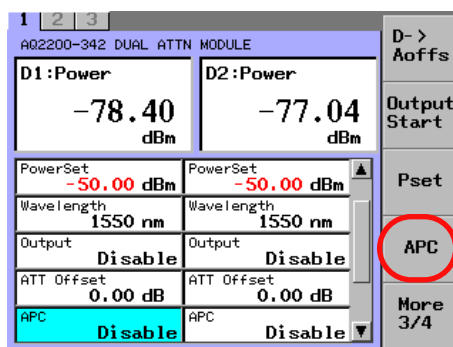 1 2 3
AQ2200-342 DUAL ATTN MODULE
D1:Power
-78.40
dBm
D2:Power
-77.04
dBm
PowerSet
-50.00 dBm
PowerSet
-50.00 dBm
Wavelength
1550 nm
Wavelength
1550 nm
Output
Disable
Output
Disable
ATT Offset
0.00 dB
ATT Offset
0.00 dB
APC
Disable
APC
Disable
D->
Aoffs
Output
Start
Pset
APC
More
3/4